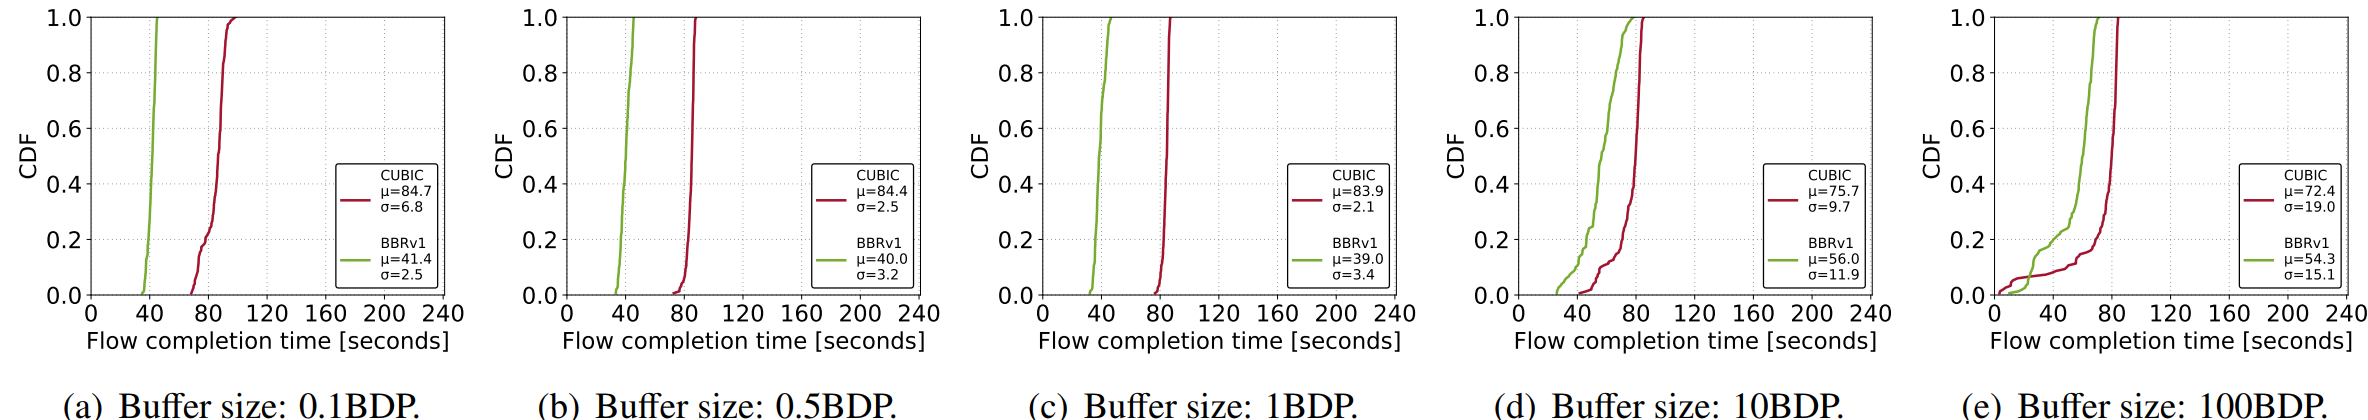 1.0
0.8
0.6
0.4
0.2
0.0
CDF
0 40 80 120 160 200 240
Flow completion time [seconds]
CUBIC
μ=84.7
σ=6.8
BBRv1
μ=41.4
σ=2.5
(a) Buffer size: 0.1BDP.
1.0
0.8
0.6
0.4
0.2
0.0
CDF
0 40 80 120 160 200 240
Flow completion time [seconds]
CUBIC
μ=84.4
σ=2.5
BBRv1
μ=40.0
σ=3.2
(b) Buffer size: 0.5BDP.
1.0
0.8
0.6
0.4
0.2
0.0
CDF
0 40 80 120 160 200 240
Flow completion time [seconds]
CUBIC
μ=83.9
σ=2.1
BBRv1
μ=39.0
σ=3.4
(c) Buffer size: 1BDP.
1.0
0.8
0.6
0.4
0.2
0.0
CDF
0 40 80 120 160 200 240
Flow completion time [seconds]
CUBIC
μ=75.7
σ=9.7
BBRv1
μ=56.0
σ=11.9
(d) Buffer size: 10BDP.
1.0
0.8
0.6
0.4
0.2
0.0
CDF
0 40 80 120 160 200 240
Flow completion time [seconds]
CUBIC
μ=72.4
σ=19.0
BBRv1
μ=54.3
σ=15.1
(e) Buffer size: 100BDP.